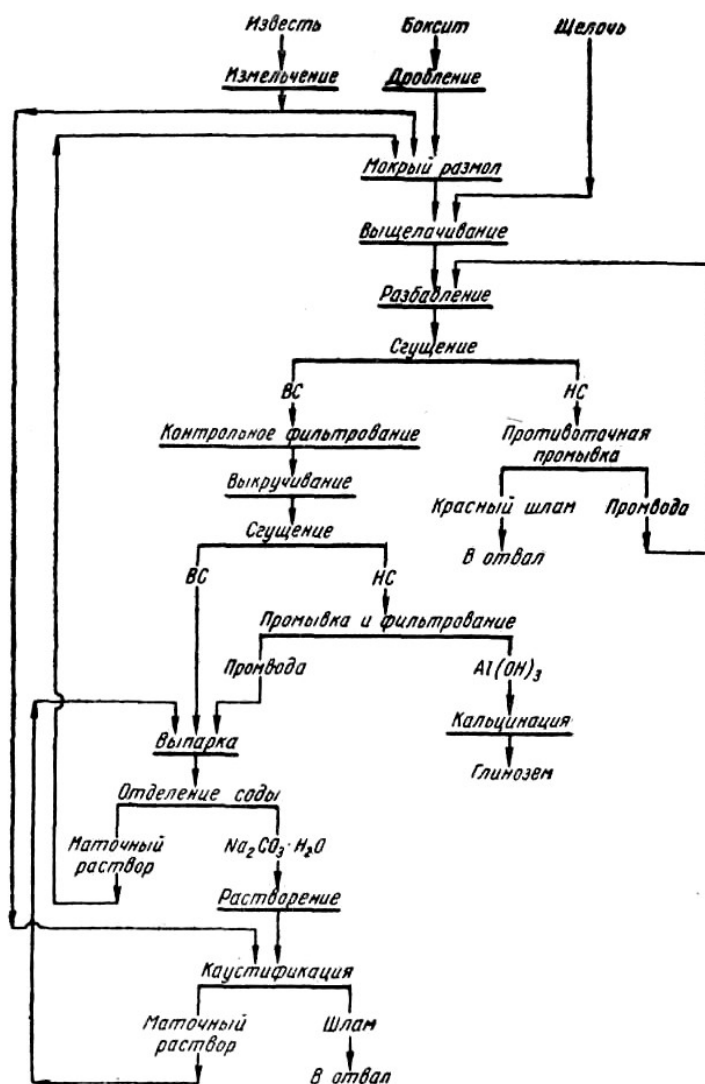 Известь Боксит Щелочь
Измельчение Дробление
Мокрый размол
Выщелачивание
Разбавление
Сгущение
ВС НС
Контрольное фильтрование Противоточная
промывка
Выкручивание
Красный шлам Промвода
Сгущение
В отвал
ВС НС
Промывка и фильтрование
Промвода Al(OH)₃
Выпарка Кальцинация
Отделение соды Глинозем
Маточный
раствор Na₂CO₃·H₂O
Растворение
Каустификация
Маточный
раствор Шлам
В отвал